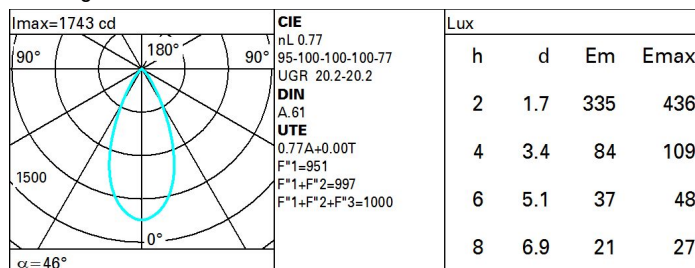 Imax=1743 cd
90°
180°
90°
1500
0°
α=46°
CIE
nL 0.77
95-100-100-100-77
UGR 20.2-20.2
DIN
A.61
UTE
0.77A+0.00T
F"1=951
F"1+F"2=997
F"1+F"2+F"3=1000
Lux
h d Em Emax
2 1.7 335 436
4 3.4 84 109
6 5.1 37 48
8 6.9 21 27